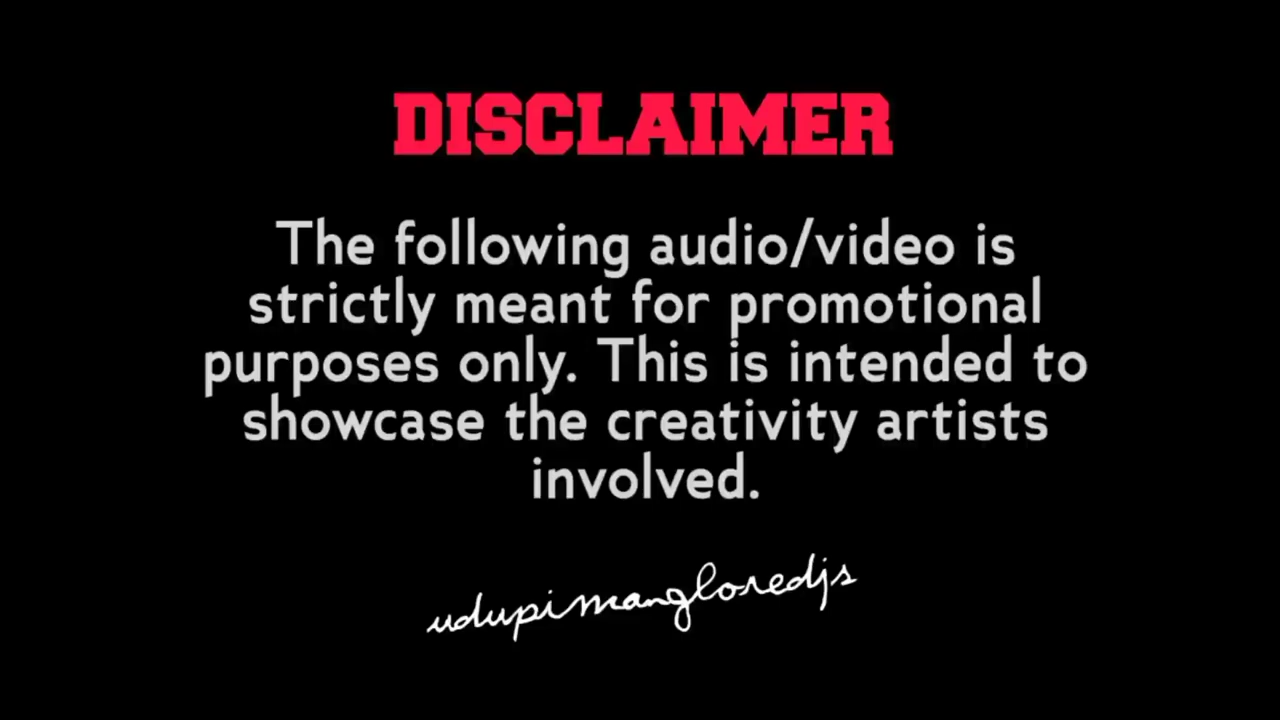 DISCLAIMER
The following audio/video is
strictly meant for promotional
purposes only. This is intended to
showcase the creativity artists
involved.
udupimangloredjs